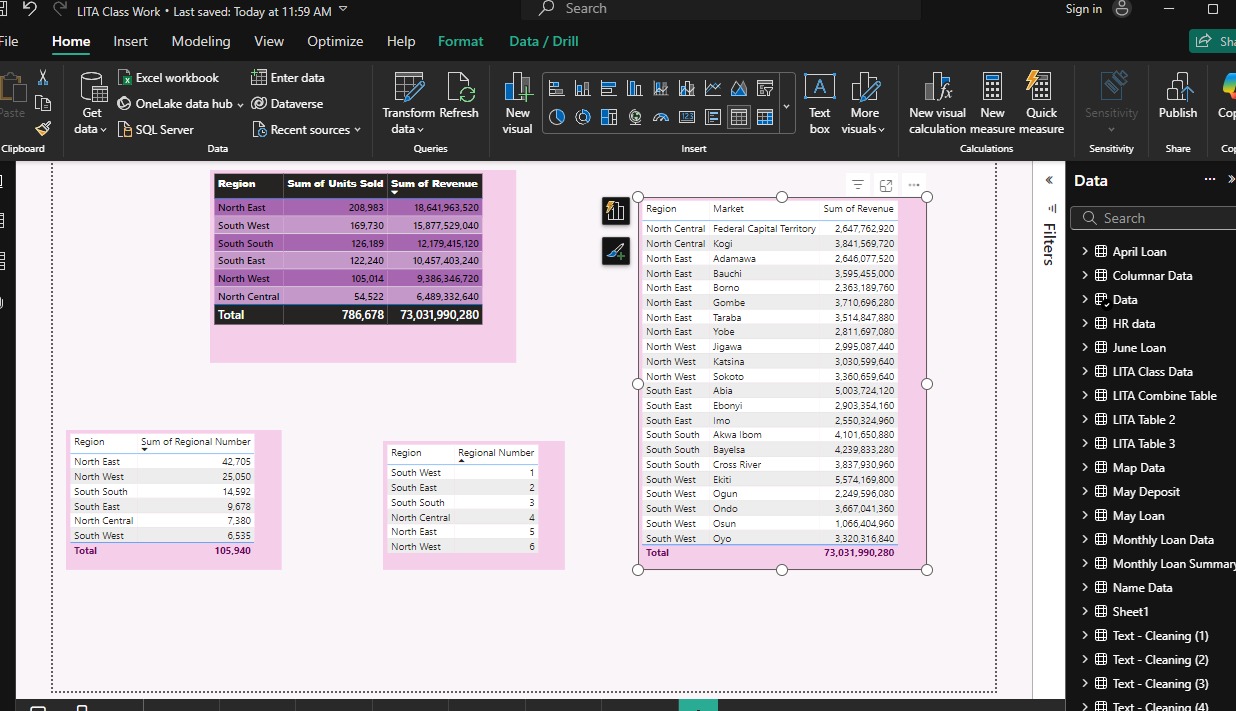 LITA Class Work • Last saved: Today at 11:59 AM
Search
Sign in
File Home Insert Modeling View Optimize Help Format Data / Drill
Paste
Clipboard
Get data
Excel workbook
OneLake data hub
SQL Server
Enter data
Dataverse
Recent sources
Data
Transform data
Refresh
Queries
New visual
123
A
Text box
More visuals
Insert
fx
New visual calculation
New measure
Quick measure
Calculations
Sensitivity
Sensitivity
Publish
Share
Region Sum of Units Sold Sum of Revenue
North East 208,983 18,641,963,520
South West 169,730 15,877,529,040
South South 126,189 12,179,415,120
South East 122,240 10,457,403,240
North West 105,014 9,386,346,720
North Central 54,522 6,489,332,640
Total 786,678 73,031,990,280
Region Sum of Regional Number
North East 42,705
North West 25,050
South South 14,592
South East 9,678
North Central 7,380
South West 6,535
Total 105,940
Region Regional Number
South West 1
South East 2
South South 3
North Central 4
North East 5
North West 6
Region Market Sum of Revenue
North Central Federal Capital Territory 2,647,762,920
North Central Kogi 3,841,569,720
North East Adamawa 2,646,077,520
North East Bauchi 3,595,455,000
North East Borno 2,363,189,760
North East Gombe 3,710,696,280
North East Taraba 3,514,847,880
North East Yobe 2,811,697,080
North West Jigawa 2,995,087,440
North West Katsina 3,030,599,640
North West Sokoto 3,360,659,640
South East Abia 5,003,724,120
South East Ebonyi 2,903,354,160
South East Imo 2,550,324,960
South South Akwa Ibom 4,101,650,880
South South Bayelsa 4,239,833,280
South South Cross River 3,837,930,960
South West Ekiti 5,574,169,800
South West Ogun 2,249,596,080
South West Ondo 3,667,041,360
South West Osun 1,066,404,960
South West Oyo 3,320,316,840
Total 73,031,990,280
Filters
Data
Search
April Loan
Columnar Data
Data
HR data
June Loan
LITA Class Data
LITA Combine Table
LITA Table 2
LITA Table 3
Map Data
May Deposit
May Loan
Monthly Loan Data
Monthly Loan Summary
Name Data
Sheet1
Text - Cleaning (1)
Text - Cleaning (2)
Text - Cleaning (3)
Text - Cleaning (4)